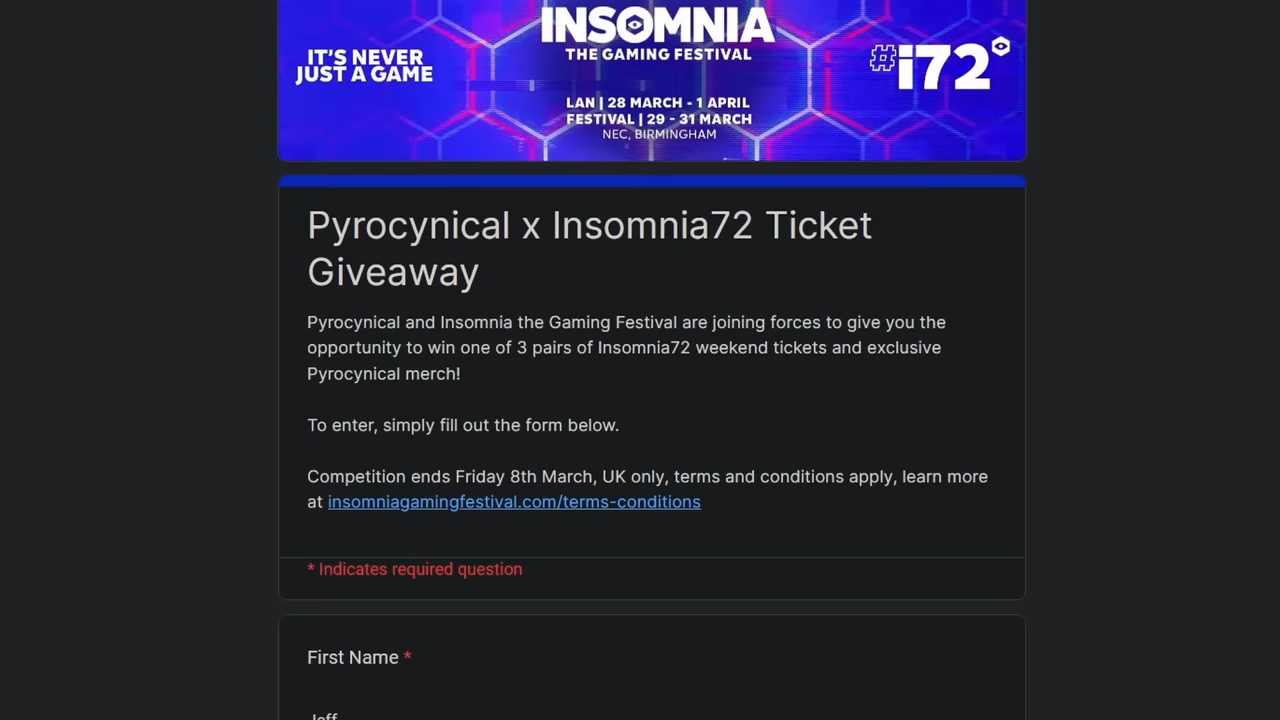 INSOMNIA
THE GAMING FESTIVAL
IT'S NEVER
JUST A GAME
#i72
LAN | 28 MARCH - 1 APRIL
FESTIVAL | 29 - 31 MARCH
NEC, BIRMINGHAM
Pyrocynical x Insomnia72 Ticket
Giveaway
Pyrocynical and Insomnia the Gaming Festival are joining forces to give you the
opportunity to win one of 3 pairs of Insomnia72 weekend tickets and exclusive
Pyrocynical merch!
To enter, simply fill out the form below.
Competition ends Friday 8th March, UK only, terms and conditions apply, learn more
at insomniagamingfestival.com/terms-conditions
* Indicates required question
First Name *
Jeff